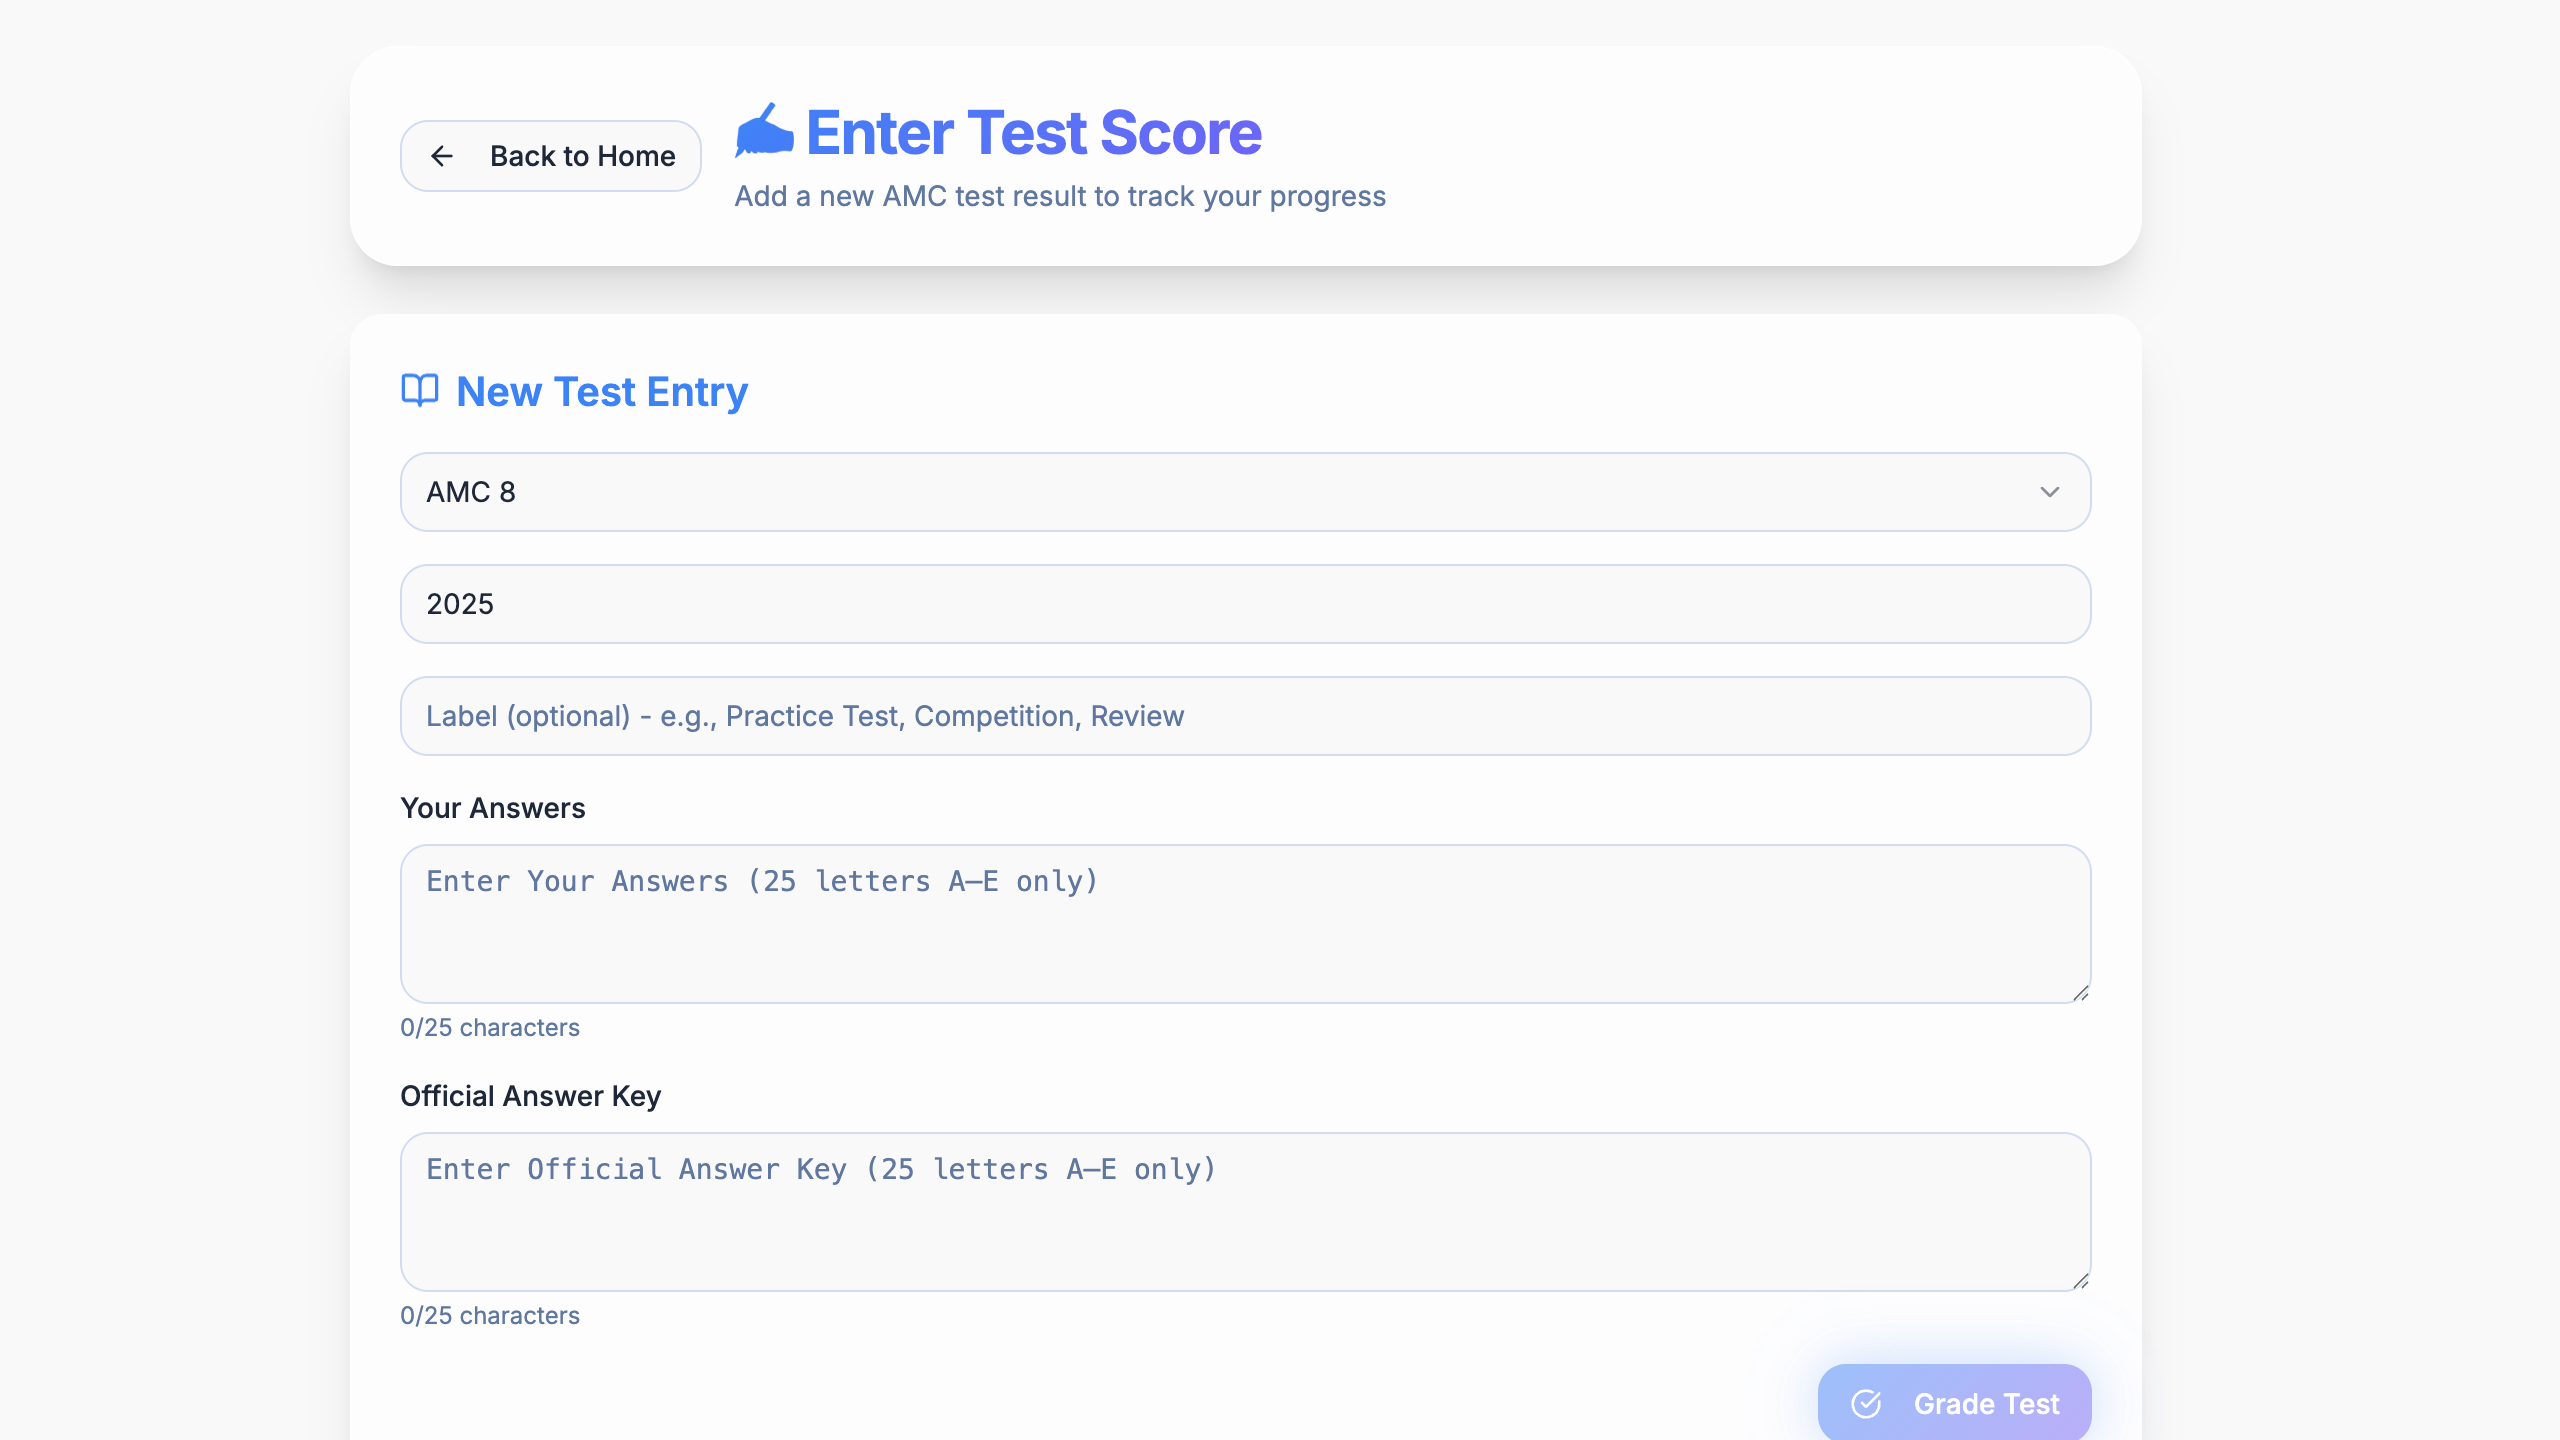 Back to Home
✍️ Enter Test Score
Add a new AMC test result to track your progress
New Test Entry
AMC 8
2025
Label (optional) - e.g., Practice Test, Competition, Review
Your Answers
Enter Your Answers (25 letters A–E only)
0/25 characters
Official Answer Key
Enter Official Answer Key (25 letters A–E only)
0/25 characters
Grade Test